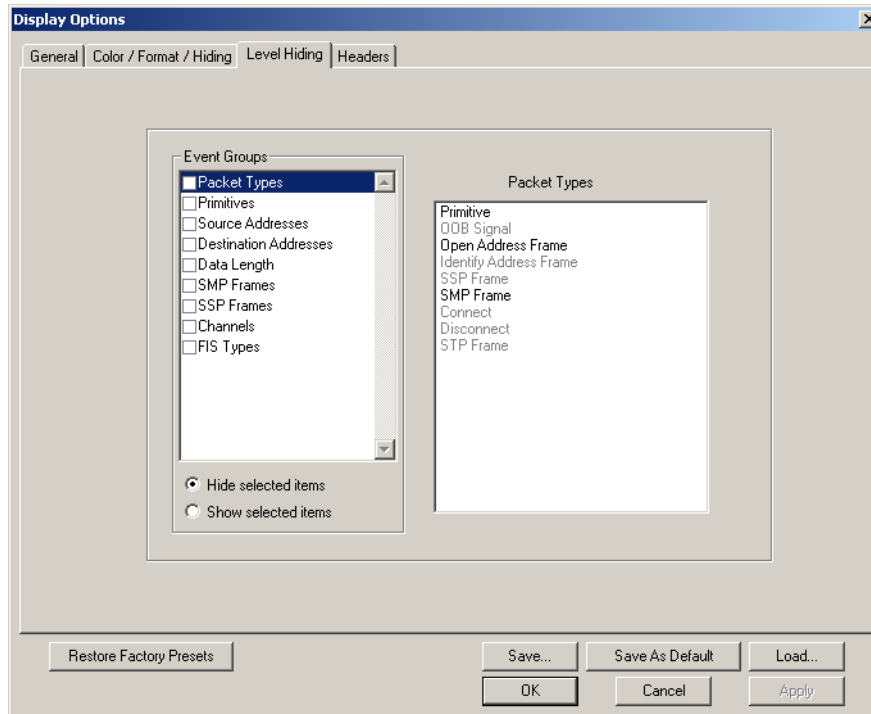 Display Options
General
Color / Format / Hiding
Level Hiding
Headers
Event Groups
Packet Types
Primitives
Source Addresses
Destination Addresses
Data Length
SMP Frames
SSP Frames
Channels
FIS Types
Hide selected items
Show selected items
Packet Types
Primitive
OOB Signal
Open Address Frame
Identify Address Frame
SSP Frame
SMP Frame
Connect
Disconnect
STP Frame
Restore Factory Presets
Save...
Save As Default
Load...
OK
Cancel
Apply